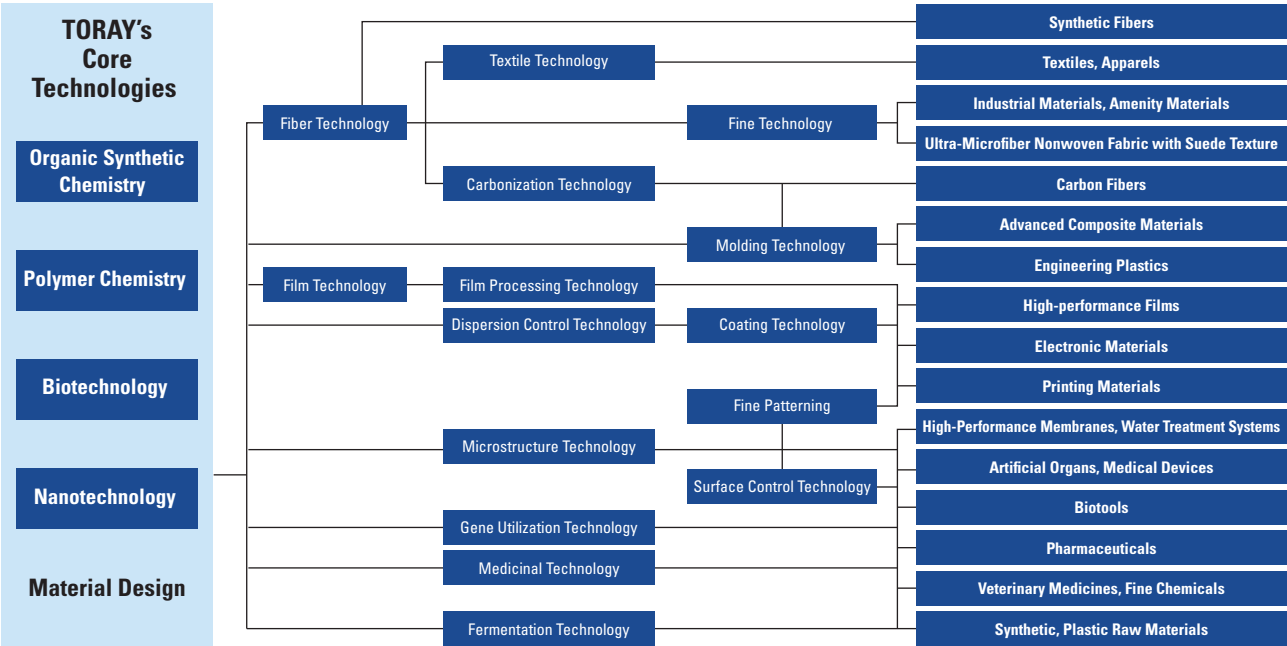 TORAY's
Core
Technologies
Organic Synthetic
Chemistry
Polymer Chemistry
Biotechnology
Nanotechnology
Material Design
Fiber Technology
Film Technology
Textile Technology
Carbonization Technology
Film Processing Technology
Dispersion Control Technology
Microstructure Technology
Gene Utilization Technology
Medicinal Technology
Fermentation Technology
Fine Technology
Molding Technology
Coating Technology
Fine Patterning
Surface Control Technology
Synthetic Fibers
Textiles, Apparels
Industrial Materials, Amenity Materials
Ultra-Microfiber Nonwoven Fabric with Suede Texture
Carbon Fibers
Advanced Composite Materials
Engineering Plastics
High-performance Films
Electronic Materials
Printing Materials
High-Performance Membranes, Water Treatment Systems
Artificial Organs, Medical Devices
Biotools
Pharmaceuticals
Veterinary Medicines, Fine Chemicals
Synthetic, Plastic Raw Materials